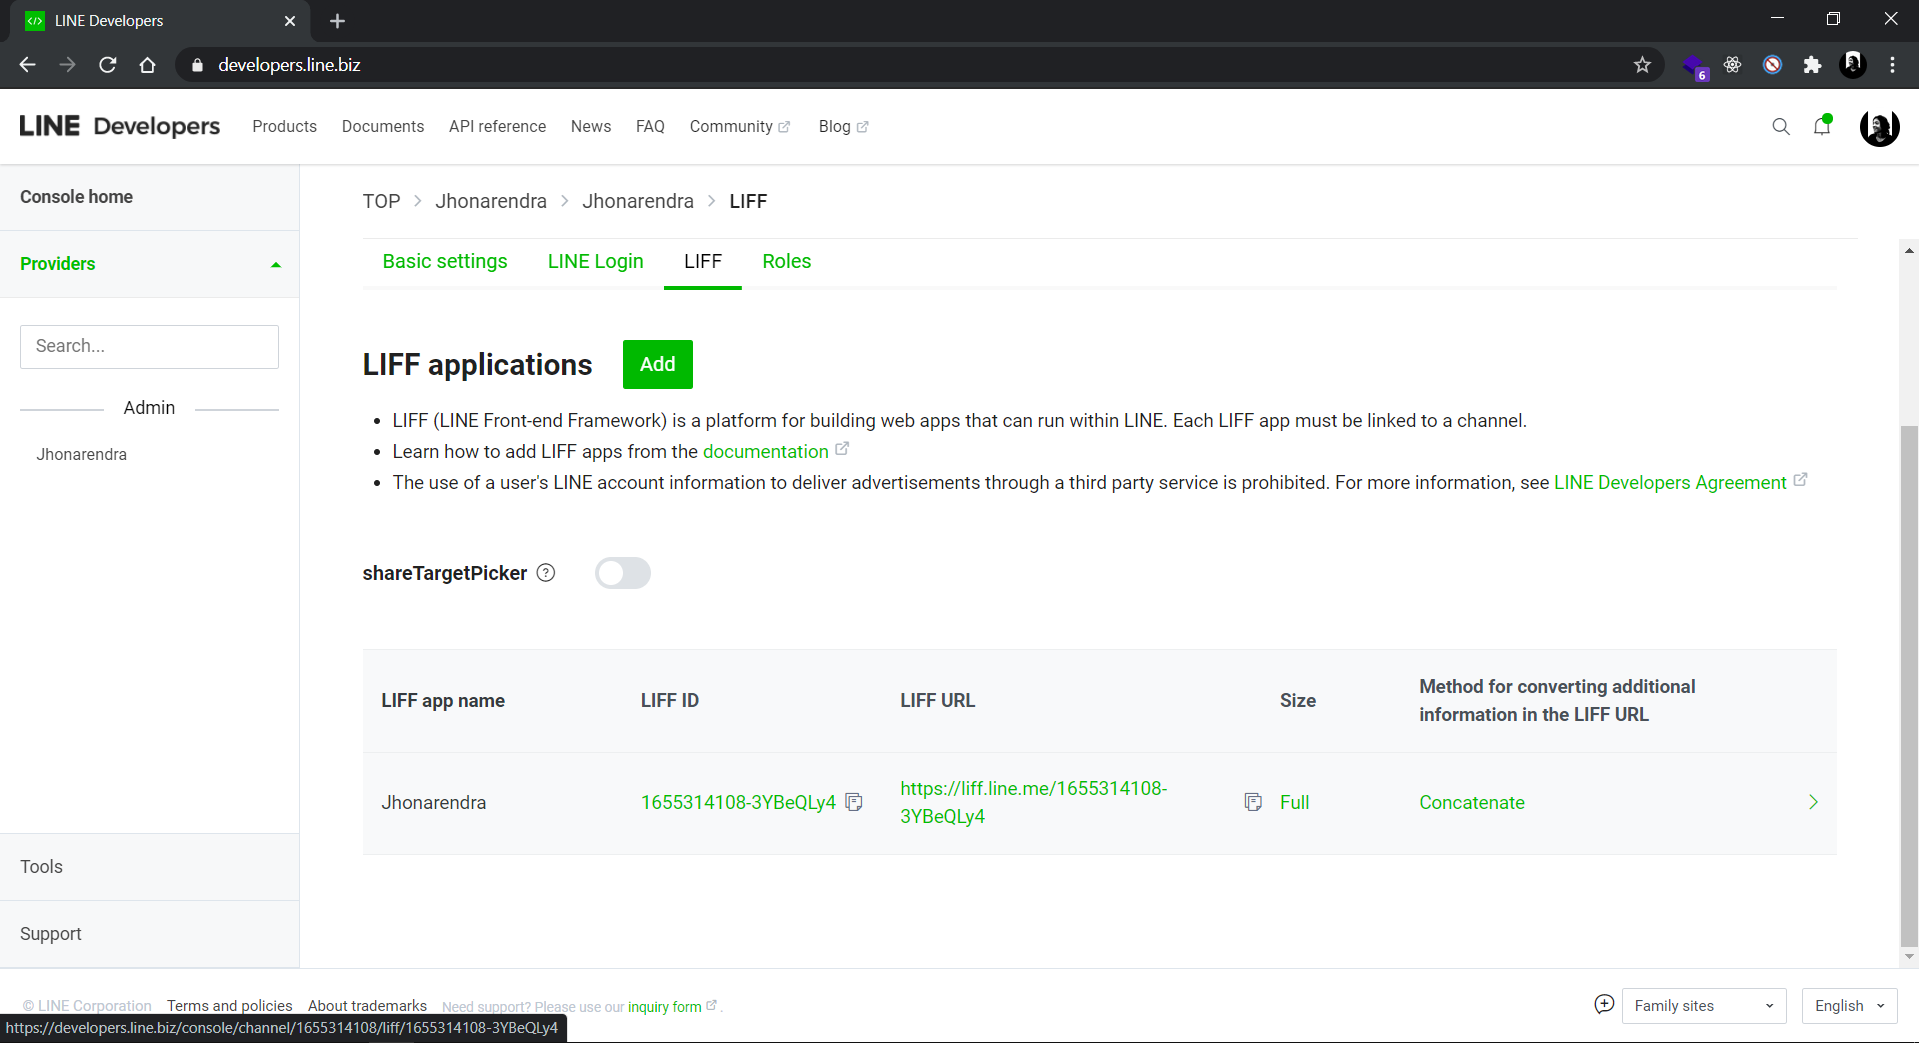 LINE Developers
developers.line.biz
6
LINE Developers
Products
Documents
API reference
News
FAQ
Community
Blog
Console home
Providers
Search...
Admin
Jhonarendra
Tools
Support
TOP > Jhonarendra > Jhonarendra > LIFF
Basic settings
LINE Login
LIFF
Roles
LIFF applications
Add
• LIFF (LINE Front-end Framework) is a platform for building web apps that can run within LINE. Each LIFF app must be linked to a channel.
• Learn how to add LIFF apps from the documentation
• The use of a user's LINE account information to deliver advertisements through a third party service is prohibited. For more information, see LINE Developers Agreement
shareTargetPicker ?
LIFF app name
LIFF ID
LIFF URL
Size
Method for converting additional
information in the LIFF URL
Jhonarendra
1655314108-3YBeQLy4
https://liff.line.me/1655314108-
3YBeQLy4
Full
Concatenate
© LINE Corporation
Terms and policies
About trademarks
Need support? Please use our inquiry form .
Family sites
English
https://developers.line.biz/console/channel/1655314108/liff/1655314108-3YBeQLy4